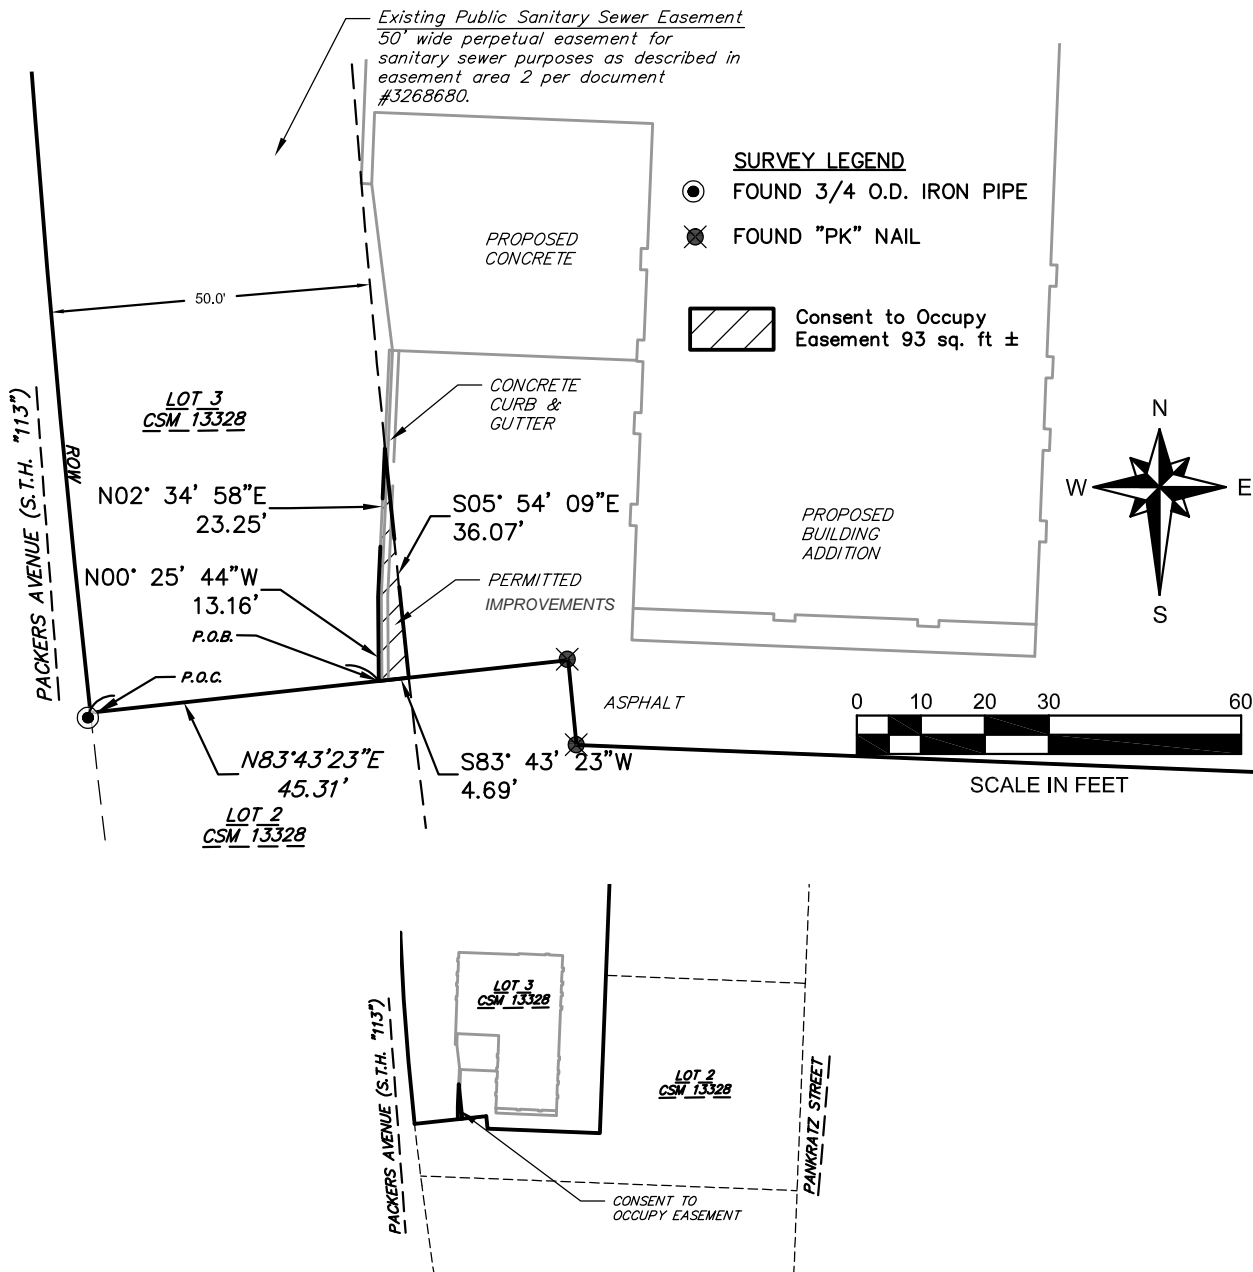 Existing Public Sanitary Sewer Easement
50' wide perpetual easement for
sanitary sewer purposes as described in
easement area 2 per document
#3268680.
SURVEY LEGEND
FOUND 3/4 O.D. IRON PIPE
FOUND "PK" NAIL
PROPOSED
CONCRETE
50.0'
Consent to Occupy
Easement 93 sq. ft ±
CONCRETE
CURB &
GUTTER
LOT 3
CSM 13328
PACKERS AVENUE (S.T.H. "113")
ROW
N
W
E
S
N02° 34' 58"E
23.25'
S05° 54' 09"E
36.07'
PROPOSED
BUILDING
ADDITION
N00° 25' 44"W
13.16'
PERMITTED
IMPROVEMENTS
P.O.B.
P.O.C.
ASPHALT
0 10 20 30 60
SCALE IN FEET
N83°43'23"E
45.31'
S83° 43' 23"W
4.69'
LOT 2
CSM 13328
LOT 3
CSM 13328
PACKERS AVENUE (S.T.H. "113")
LOT 2
CSM 13328
PANKRATZ STREET
CONSENT TO
OCCUPY EASEMENT